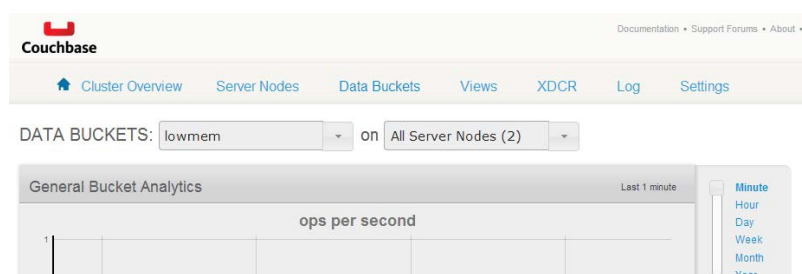 Couchbase
Documentation • Support Forums • About •
Cluster Overview Server Nodes Data Buckets Views XDCR Log Settings
DATA BUCKETS: lowmem on All Server Nodes (2)
General Bucket Analytics Last 1 minute
ops per second
1
Minute
Hour
Day
Week
Month
Year